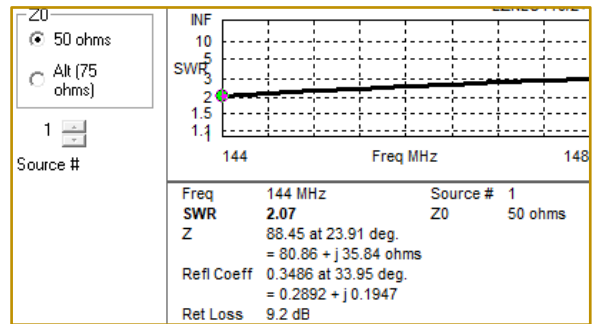 Z0
50 ohms
Alt (75
ohms)
1
Source #
INF
10
5
SWR
3
2
1.5
1.1
1
144
Freq MHz
148
Freq 144 MHz Source # 1
SWR 2.07 Z0 50 ohms
Z 88.45 at 23.91 deg.
= 80.86 + j 35.84 ohms
Refl Coeff 0.3486 at 33.95 deg.
= 0.2892 + j 0.1947
Ret Loss 9.2 dB